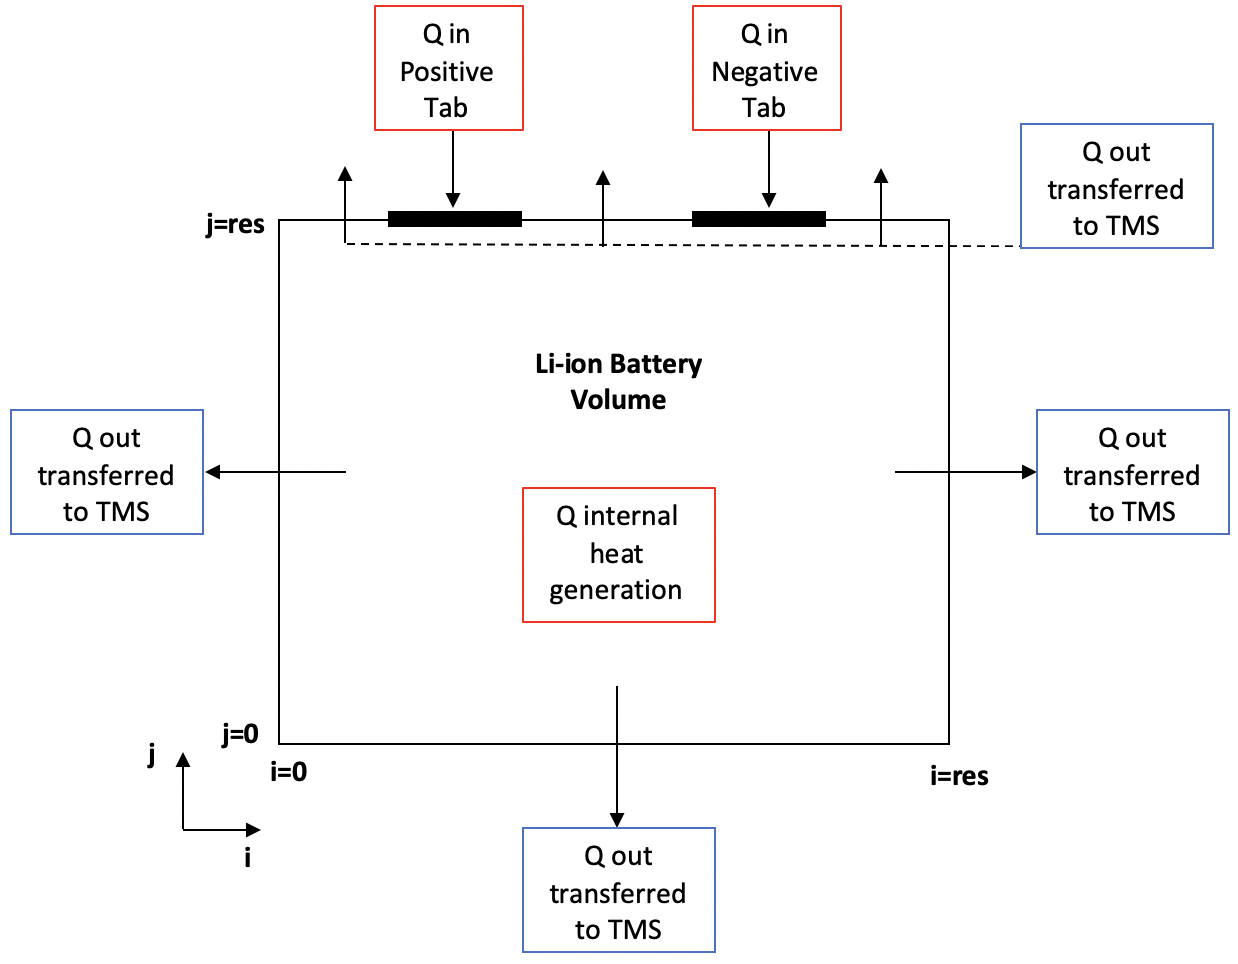 Q in
Positive
Tab
Q in
Negative
Tab
Q out
transferred
to TMS
j=res
Li-ion Battery
Volume
Q out
transferred
to TMS
Q out
transferred
to TMS
Q internal
heat
generation
j=0
i=0
i=res
j
i
Q out
transferred
to TMS